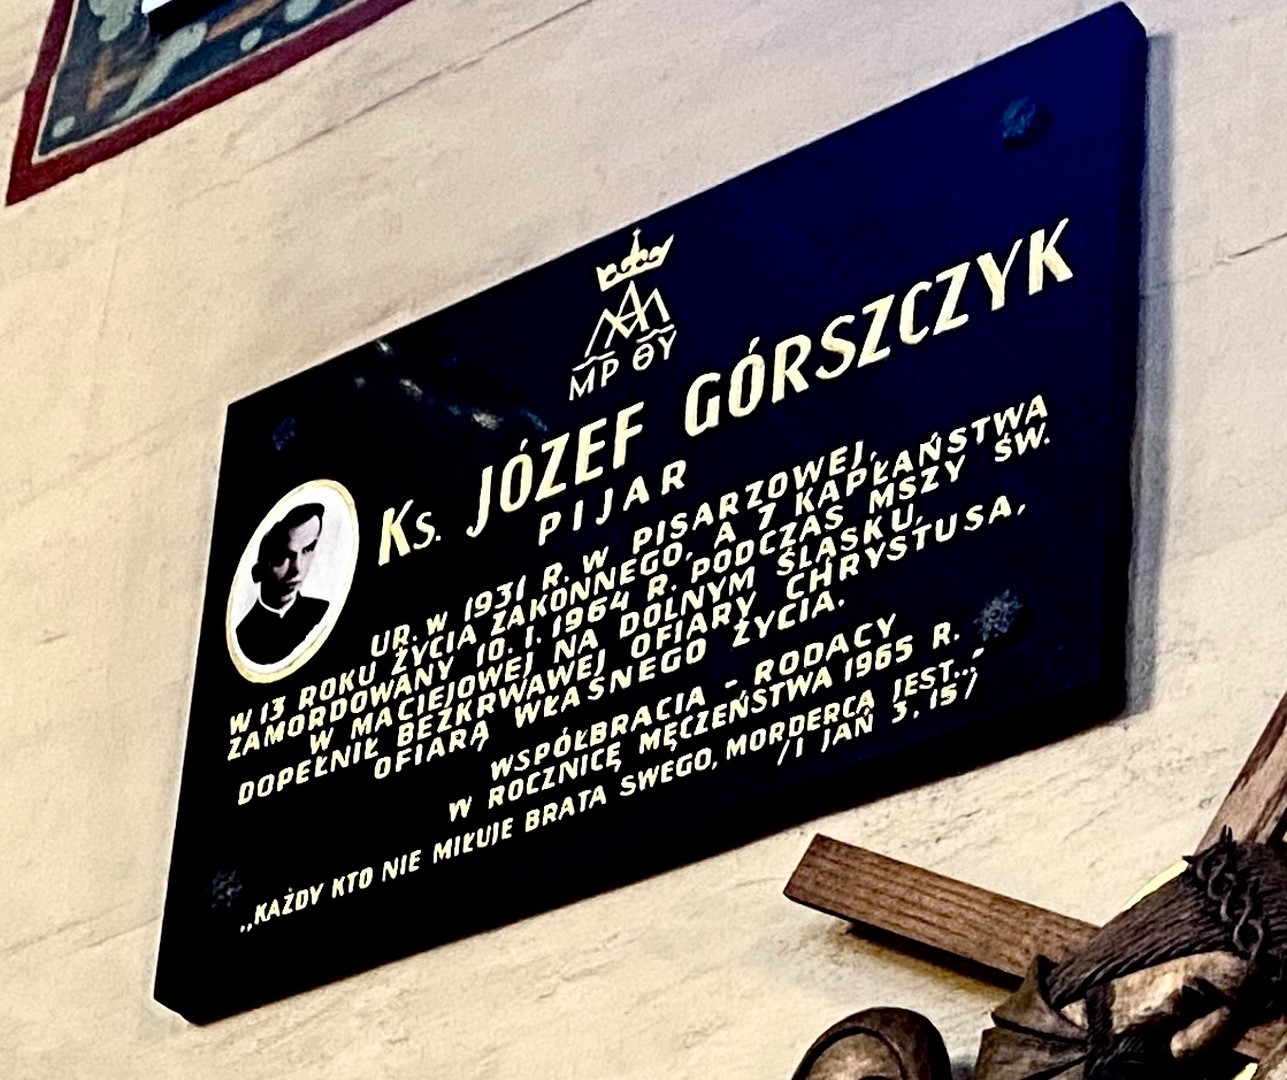 MP ΘY
Ks. JÓZEF GÓRSZCZYK
PIJAR
UR. W 1931 R. W PISARZOWEJ,
W 13 ROKU ŻYCIA ZAKONNEGO, A 7 KAPŁAŃSTWA
ZAMORDOWANY 10. I. 1964 R. PODCZAS MSZY ŚW.
W MACIEJOWEJ NA DOLNYM ŚLĄSKU,
DOPEŁNIŁ BEZKRWAWEJ OFIARY CHRYSTUSA,
OFIARĄ WŁASNEGO ŻYCIA.
WSPÓŁBRACIA - RODACY
W ROCZNICĘ MĘCZEŃSTWA 1965 R.
„KAŻDY KTO NIE MIŁUJE BRATA SWEGO, MORDERCĄ JEST..."
/I JAŃ 3, 15/